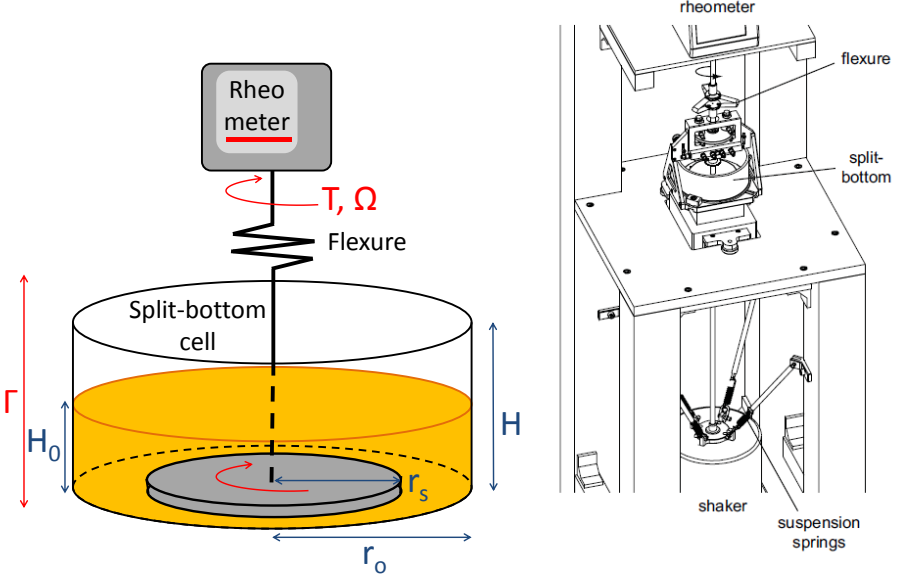 Rheo
meter
T, Ω
Flexure
Split-bottom
cell
Γ
H
H0
rs
ro
rheometer
flexure
split-
bottom
shaker
suspension
springs